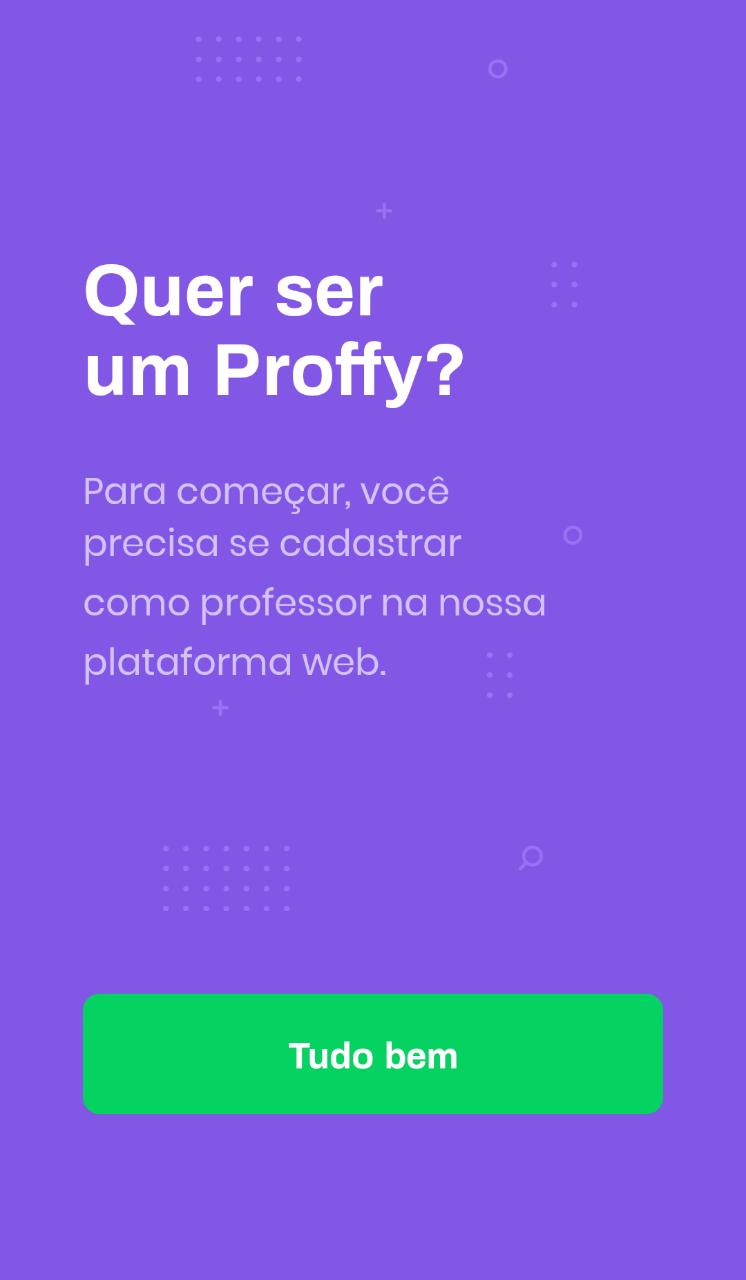 Quer ser
um Proffy?
Para começar, você
precisa se cadastrar
como professor na nossa
plataforma web.
Tudo bem